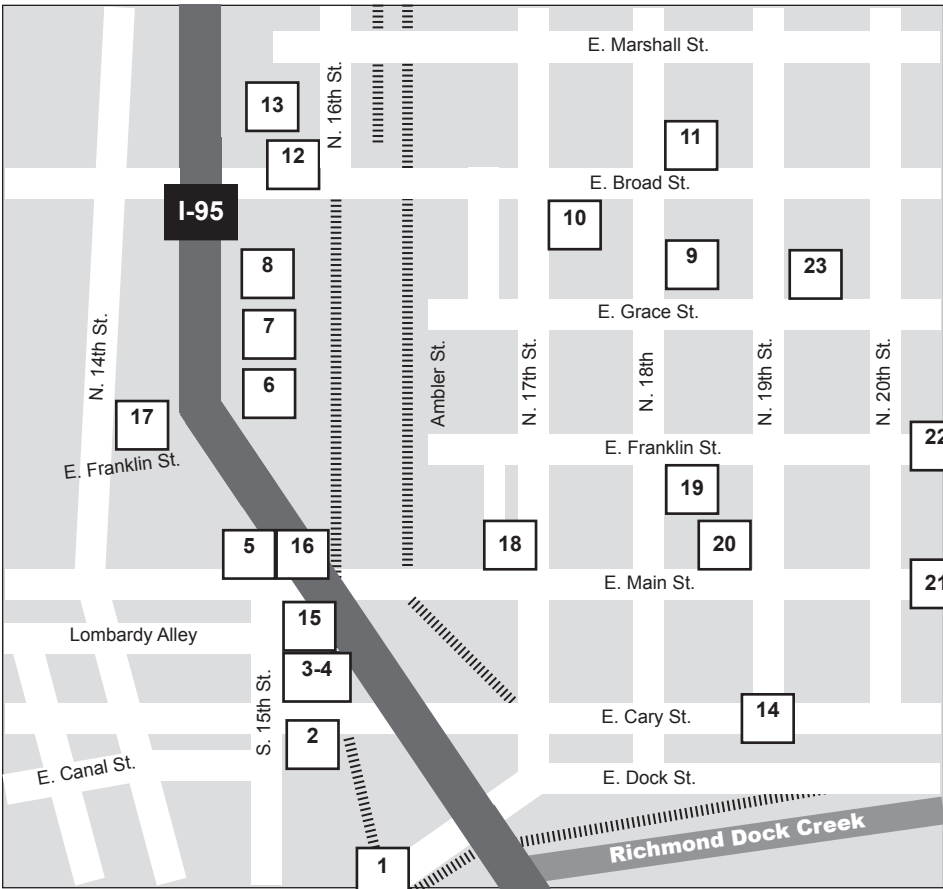 E. Marshall St.
N. 16th St.
13
11
12
E. Broad St.
I-95
10
9
8
23
E. Grace St.
7
N. 14th St.
Ambler St.
N. 17th St.
N. 18th
N. 19th St.
N. 20th St.
6
17
22
E. Franklin St.
E. Franklin St.
19
5
16
18
20
E. Main St.
21
15
Lombardy Alley
3-4
S. 15th St.
14
E. Cary St.
2
E. Canal St.
E. Dock St.
Richmond Dock Creek
1